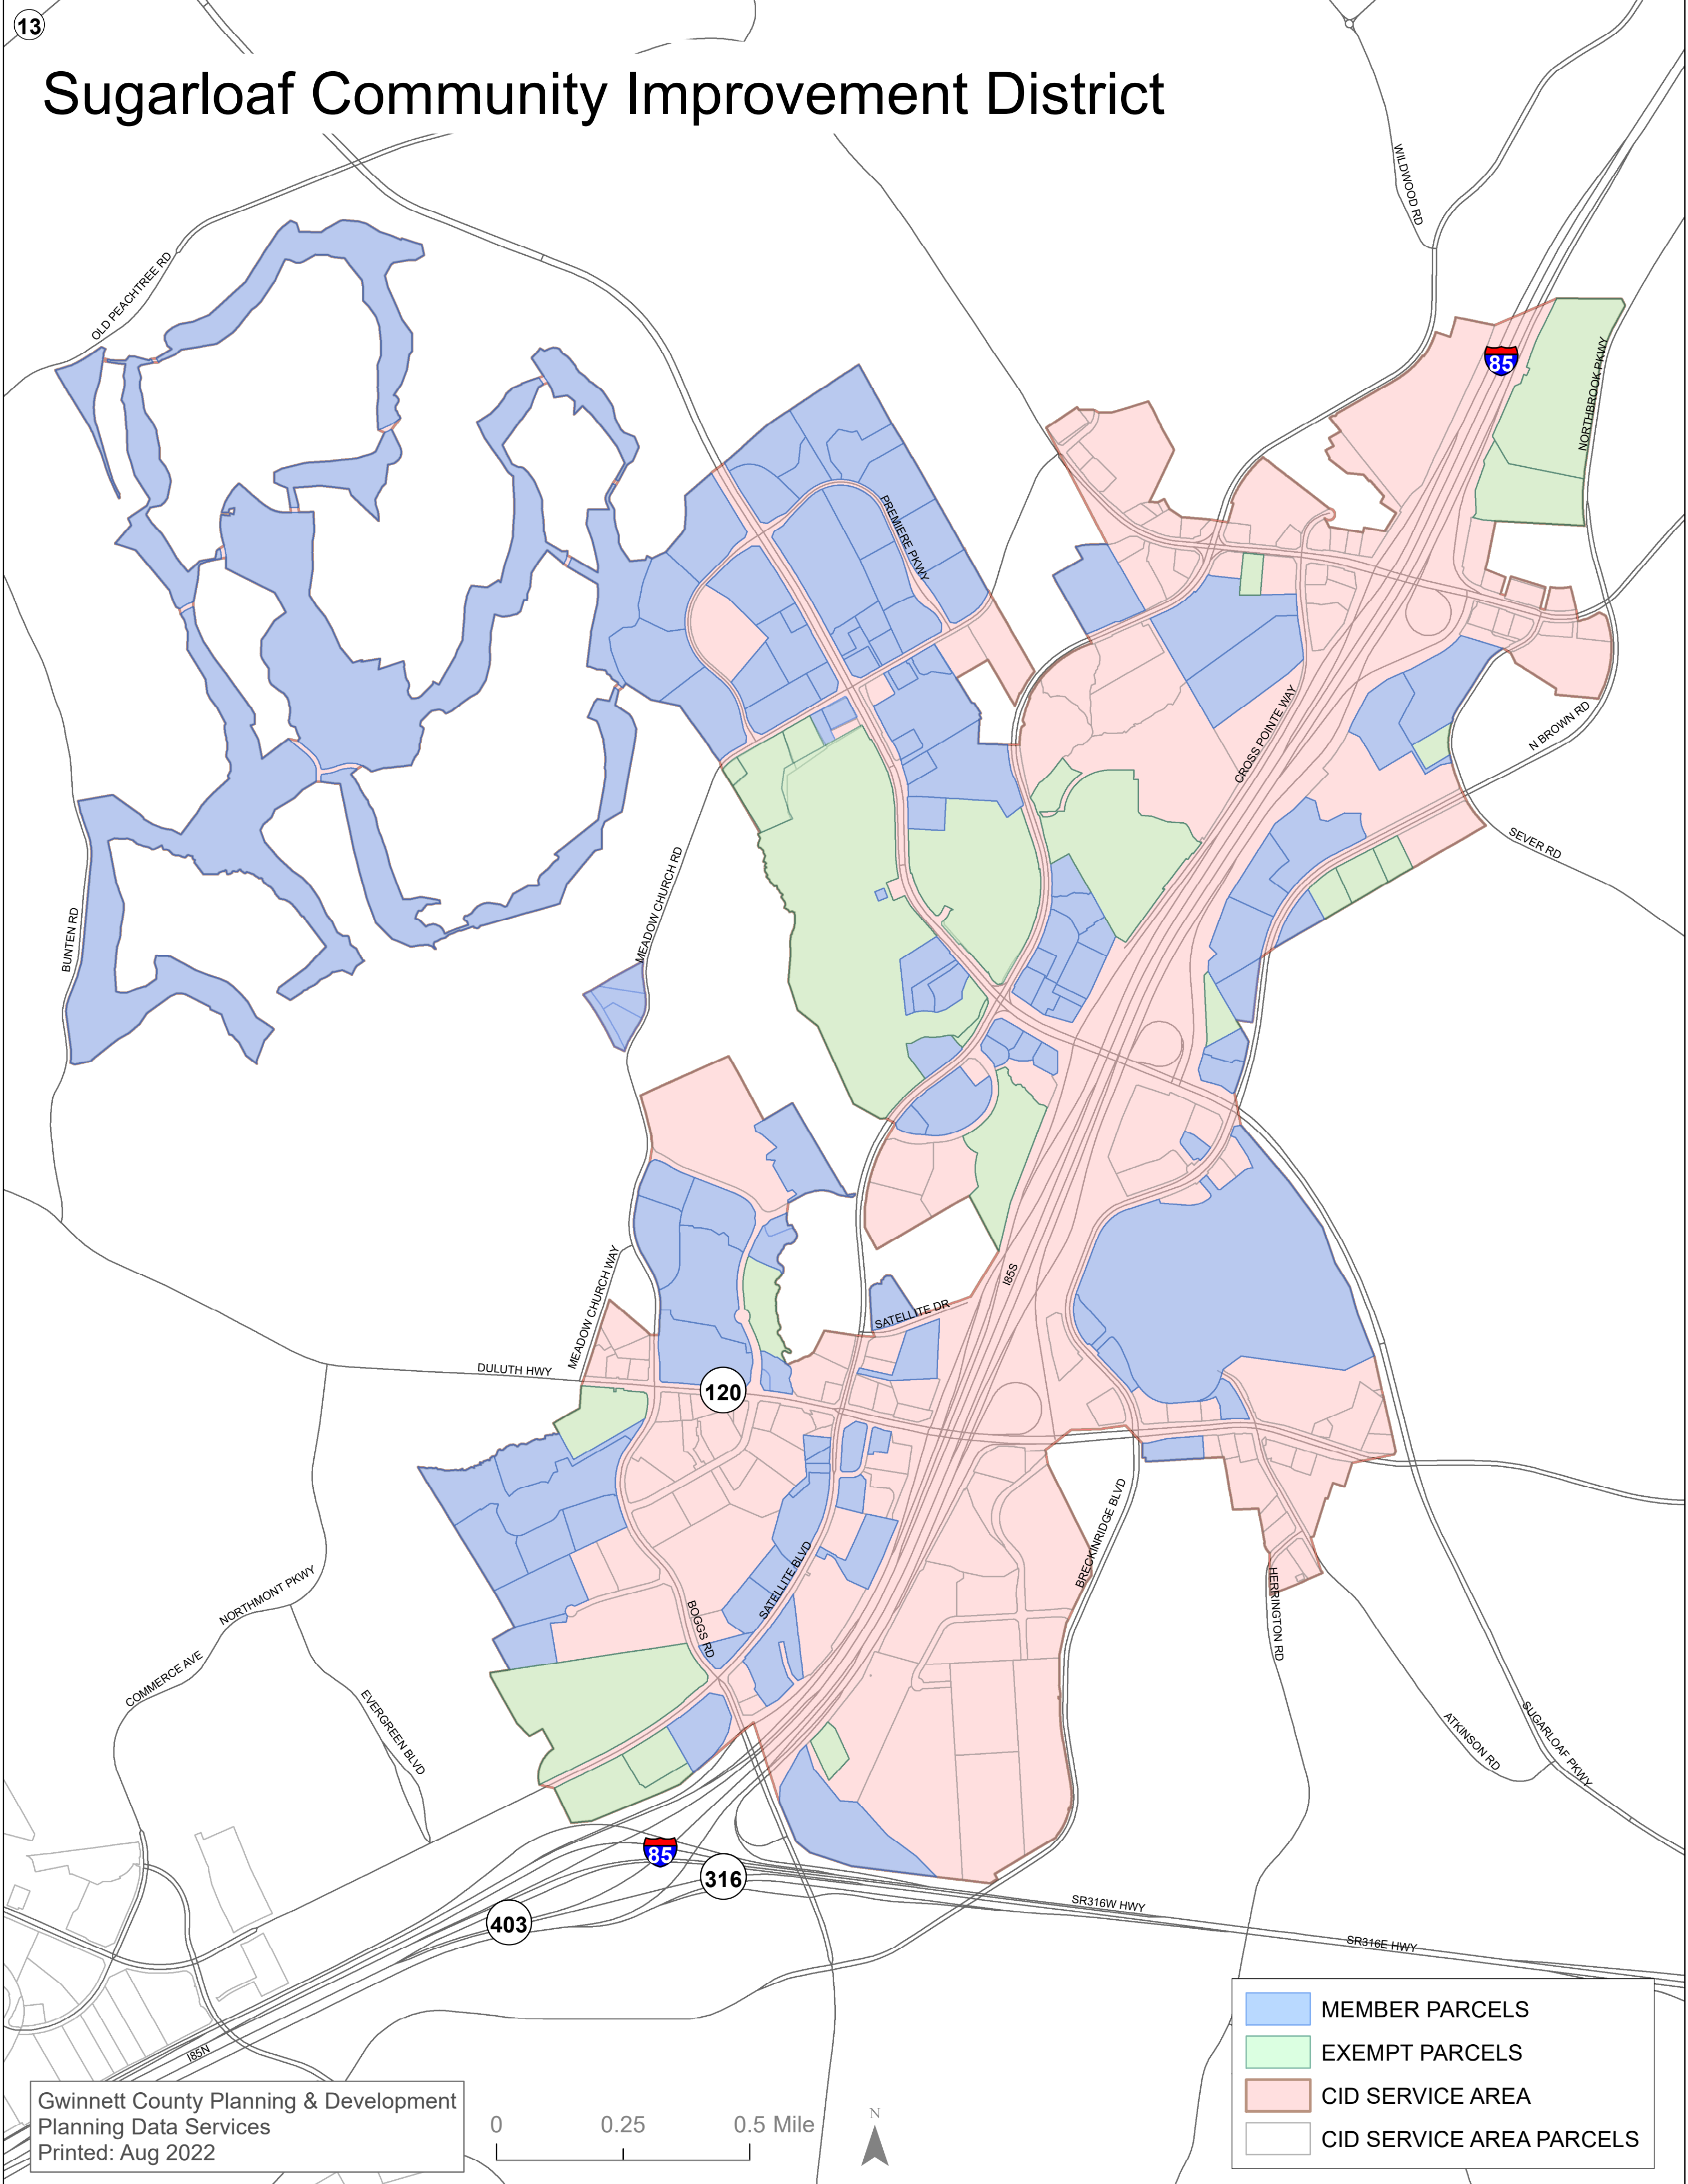 13
Sugarloaf Community Improvement District
WILDWOOD RD
OLD PEACHTREE RD
85
NORTHBROOK PKWY
PREMIERE PKWY
CROSS POINTE WAY
N BROWN RD
SEVER RD
MEADOW CHURCH RD
BUNTEN RD
MEADOW CHURCH WAY
I85S
SATELLITE DR
DULUTH HWY
120
BRECKINRIDGE BLVD
SATELLITE BLVD
NORTHMONT PKWY
BOGGS RD
HERRINGTON RD
COMMERCE AVE
EVERGREEN BLVD
ATKINSON RD
SUGARLOAF PKWY
85
316
403
SR316W HWY
SR316E HWY
I85N
MEMBER PARCELS
EXEMPT PARCELS
CID SERVICE AREA
CID SERVICE AREA PARCELS
Gwinnett County Planning & Development
Planning Data Services
Printed: Aug 2022
0 0.25 0.5 Mile
N